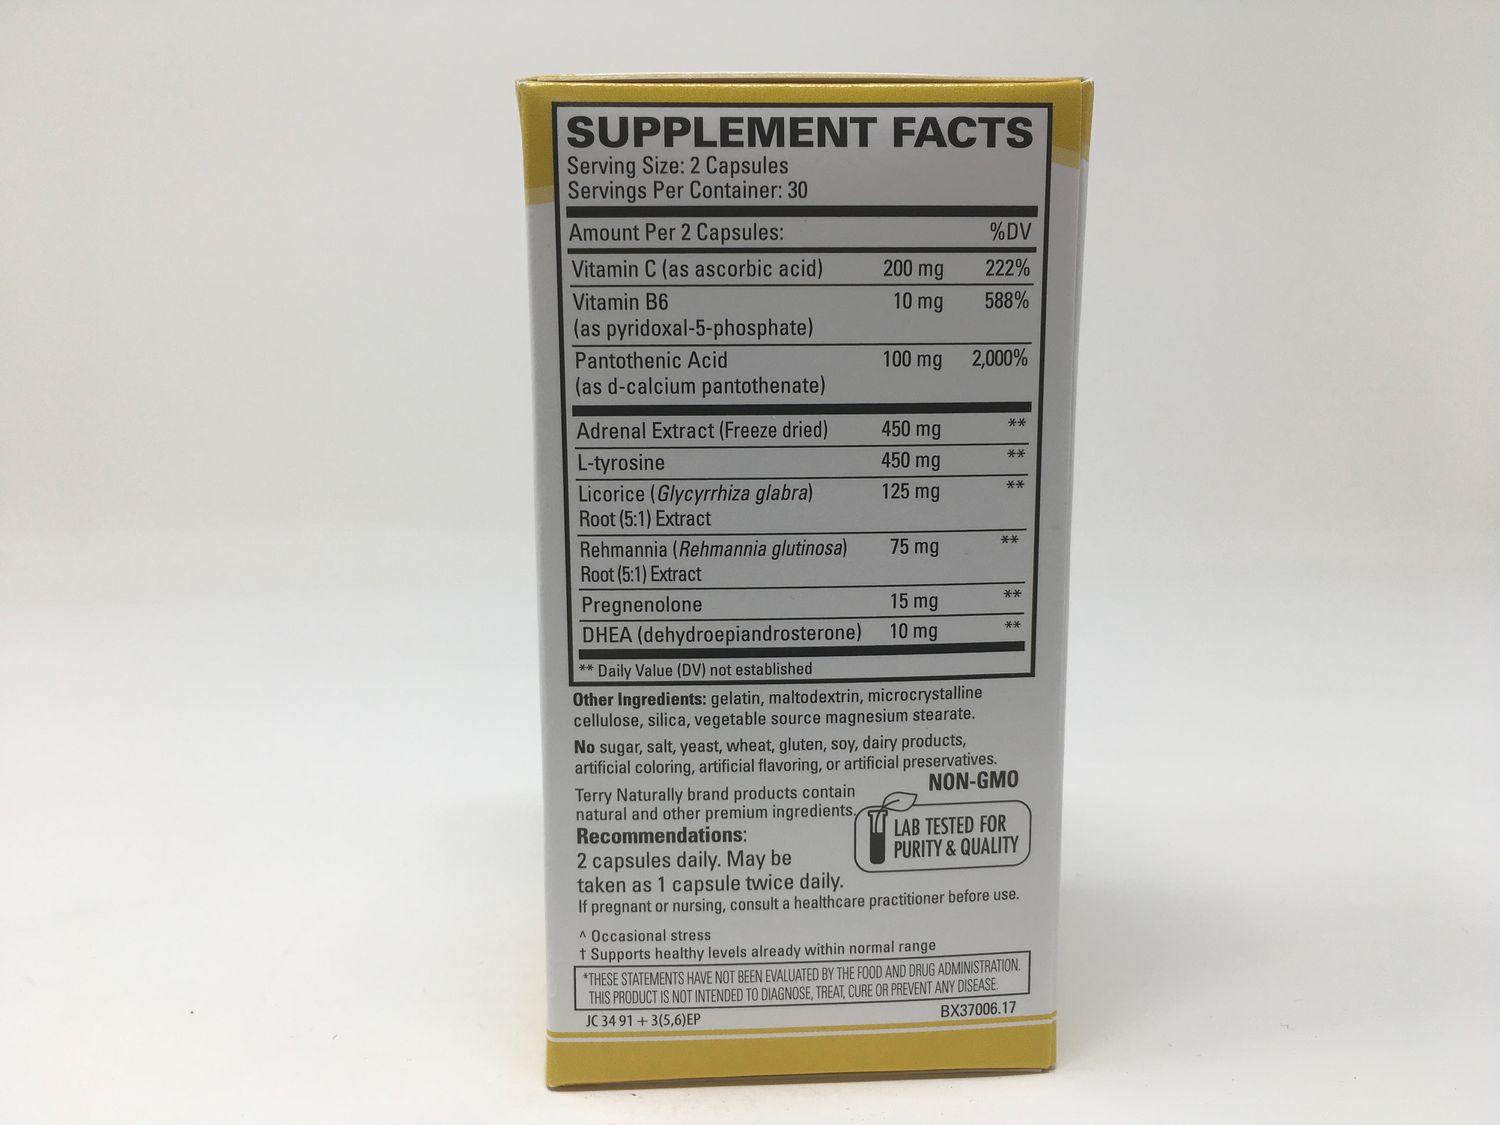 SUPPLEMENT FACTS
Serving Size: 2 Capsules
Servings Per Container: 30
Amount Per 2 Capsules: %DV
Vitamin C (as ascorbic acid) 200 mg 222%
Vitamin B6 10 mg 588%
(as pyridoxal-5-phosphate)
Pantothenic Acid 100 mg 2,000%
(as d-calcium pantothenate)
Adrenal Extract (Freeze dried) 450 mg **
L-tyrosine 450 mg **
Licorice (Glycyrrhiza glabra) 125 mg **
Root (5:1) Extract
Rehmannia (Rehmannia glutinosa) 75 mg **
Root (5:1) Extract
Pregnenolone 15 mg **
DHEA (dehydroepiandrosterone) 10 mg **
** Daily Value (DV) not established
Other Ingredients: gelatin, maltodextrin, microcrystalline
cellulose, silica, vegetable source magnesium stearate.
No sugar, salt, yeast, wheat, gluten, soy, dairy products,
artificial coloring, artificial flavoring, or artificial preservatives.
NON-GMO
Terry Naturally brand products contain
natural and other premium ingredients.
LAB TESTED FOR
PURITY & QUALITY
Recommendations:
2 capsules daily. May be
taken as 1 capsule twice daily.
If pregnant or nursing, consult a healthcare practitioner before use.
^ Occasional stress
† Supports healthy levels already within normal range
*THESE STATEMENTS HAVE NOT BEEN EVALUATED BY THE FOOD AND DRUG ADMINISTRATION.
THIS PRODUCT IS NOT INTENDED TO DIAGNOSE, TREAT, CURE OR PREVENT ANY DISEASE.
JC 34 91 + 3(5,6)EP BX37006.17